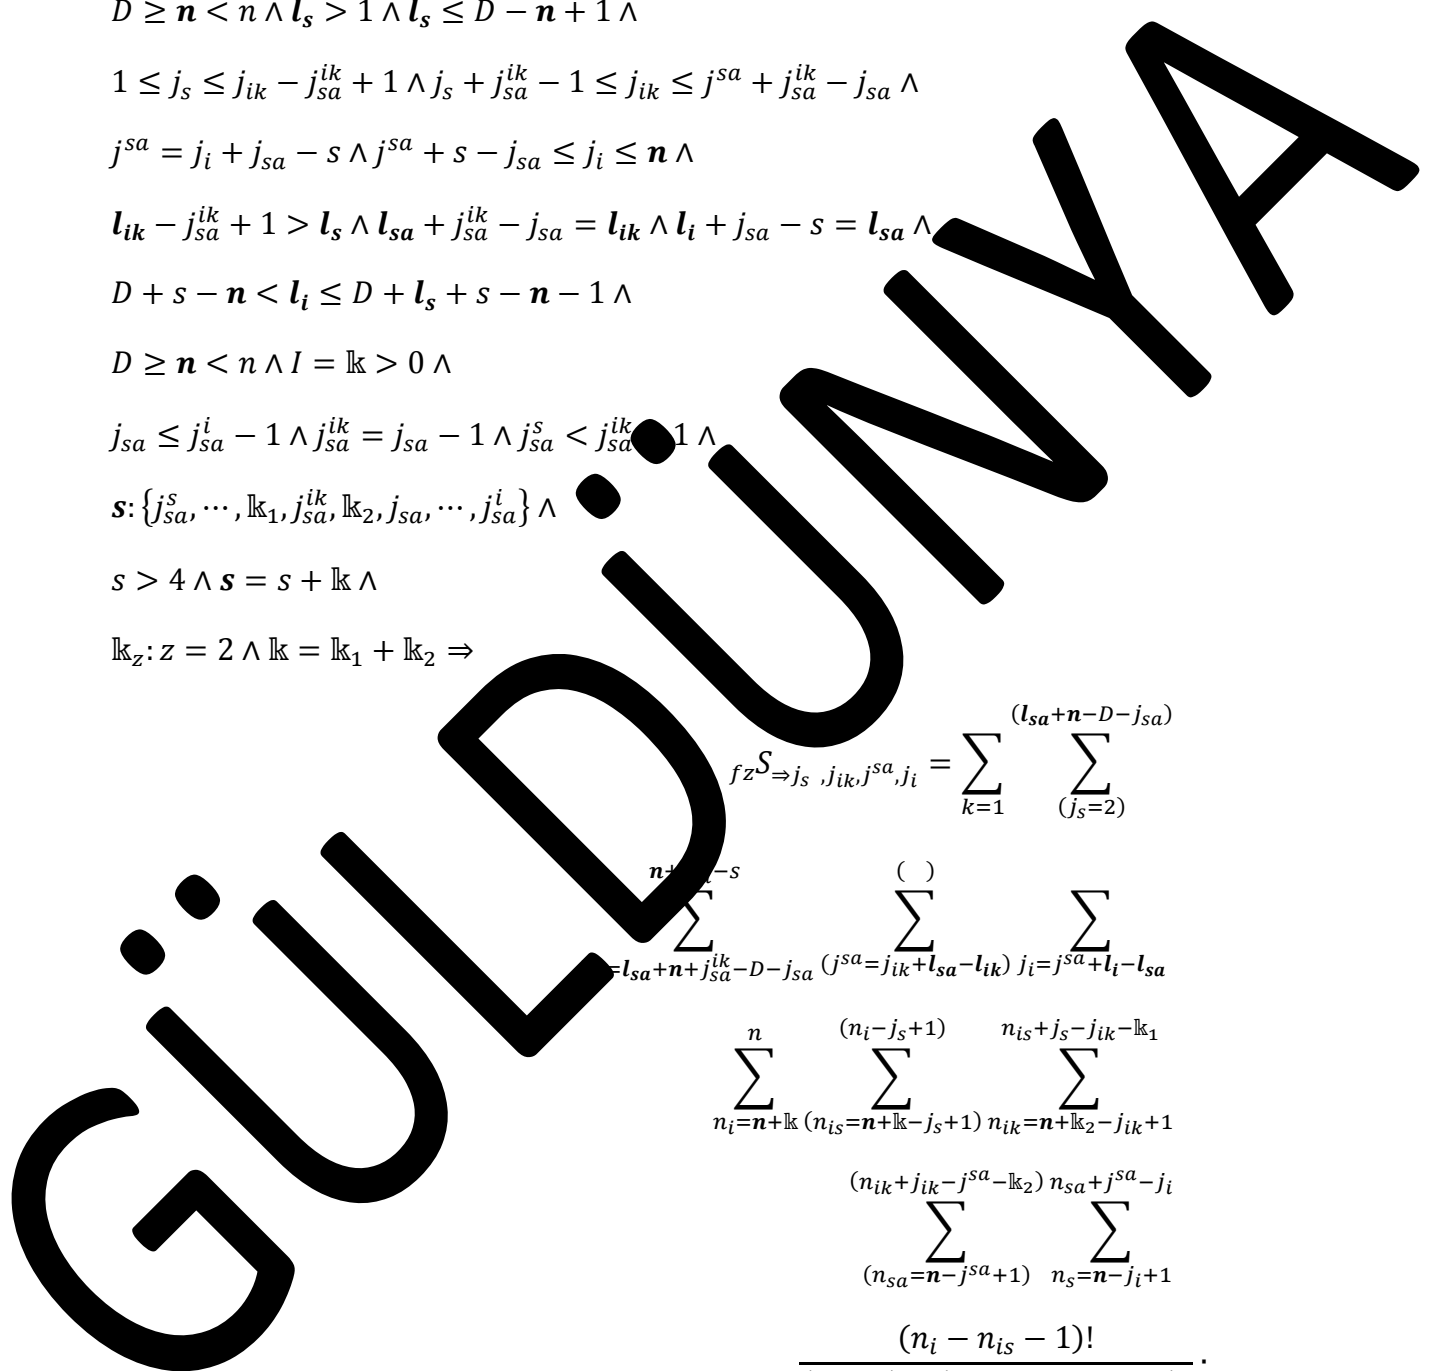 D ≥ n < n ∧ l_s > 1 ∧ l_s ≤ D − n + 1 ∧
1 ≤ j_s ≤ j_{ik} − j_{sa}^{ik} + 1 ∧ j_s + j_{sa}^{ik} − 1 ≤ j_{ik} ≤ j^{sa} + j_{sa}^{ik} − j_{sa} ∧
j^{sa} = j_i + j_{sa} − s ∧ j^{sa} + s − j_{sa} ≤ j_i ≤ n ∧
l_{ik} − j_{sa}^{ik} + 1 > l_s ∧ l_{sa} + j_{sa}^{ik} − j_{sa} = l_{ik} ∧ l_i + j_{sa} − s = l_{sa} ∧
D + s − n < l_i ≤ D + l_s + s − n − 1 ∧
D ≥ n < n ∧ I = 𝕜 > 0 ∧
j_{sa} ≤ j_{sa}^{i} − 1 ∧ j_{sa}^{ik} = j_{sa} − 1 ∧ j_{sa}^{s} < j_{sa}^{ik} 1 ∧
s: {j_{sa}^{s}, ⋯, 𝕜_1, j_{sa}^{ik}, 𝕜_2, j_{sa}, ⋯, j_{sa}^{i}} ∧
s > 4 ∧ s = s + 𝕜 ∧
𝕜_z: z = 2 ∧ 𝕜 = 𝕜_1 + 𝕜_2 ⇒
_{fz}S_{⇒j_s ,j_{ik},j^{sa},j_i} = ∑_{k=1} ∑_{(j_s=2)}^{(l_{sa}+n−D−j_{sa})}
∑_{=l_{sa}+n+j_{sa}^{ik}−D−j_{sa}}^{n+ −s} ∑_{(j^{sa}=j_{ik}+l_{sa}−l_{ik})}^{( )} ∑_{j_i=j^{sa}+l_i−l_{sa}}
∑_{n_i=n+𝕜}^{n} ∑_{(n_{is}=n+𝕜−j_s+1)}^{(n_i−j_s+1)} ∑_{n_{ik}=n+𝕜_2−j_{ik}+1}^{n_{is}+j_s−j_{ik}−𝕜_1}
∑_{(n_{sa}=n−j^{sa}+1)}^{(n_{ik}+j_{ik}−j^{sa}−𝕜_2)} ∑_{n_s=n−j_i+1}^{n_{sa}+j^{sa}−j_i}
(n_i − n_{is} − 1)! .
GÜLDÜNYA